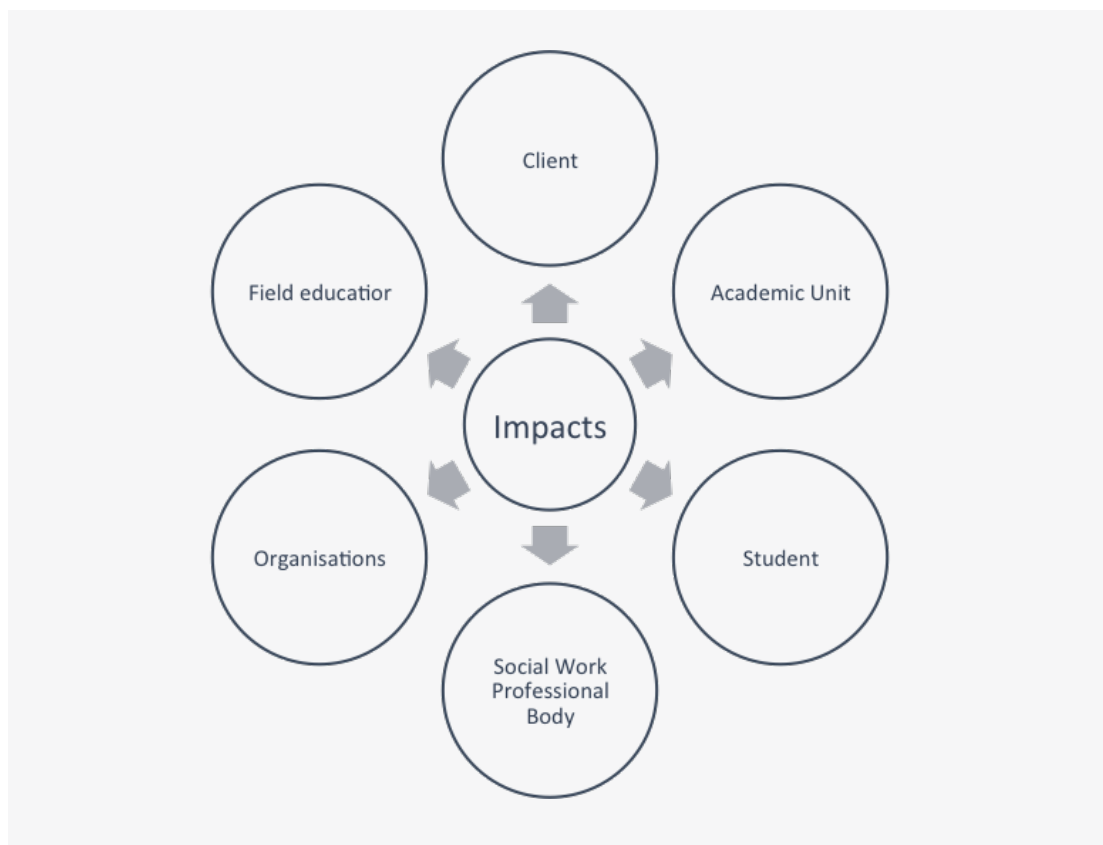 Client
Field educatior
Academic Unit
Impacts
Organisations
Student
Social Work
Professional
Body